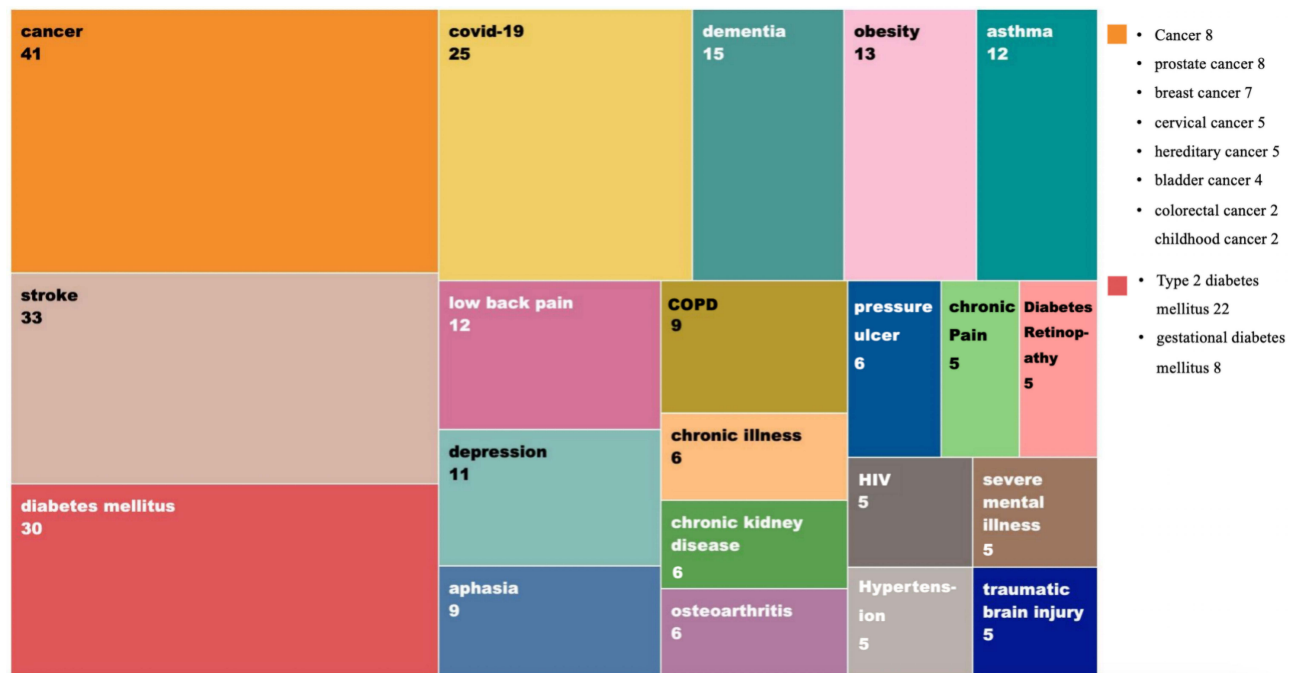 cancer
41
covid-19
25
dementia
15
obesity
13
asthma
12
stroke
33
diabetes mellitus
30
low back pain
12
depression
11
aphasia
9
COPD
9
chronic illness
6
chronic kidney
disease
6
osteoarthritis
6
pressure
ulcer
6
chronic
Pain
5
Diabetes
Retinop-
athy
5
HIV
5
severe
mental
illness
5
Hypertens-
ion
5
traumatic
brain injury
5
• Cancer 8
• prostate cancer 8
• breast cancer 7
• cervical cancer 5
• hereditary cancer 5
• bladder cancer 4
• colorectal cancer 2
childhood cancer 2
• Type 2 diabetes
mellitus 22
• gestational diabetes
mellitus 8